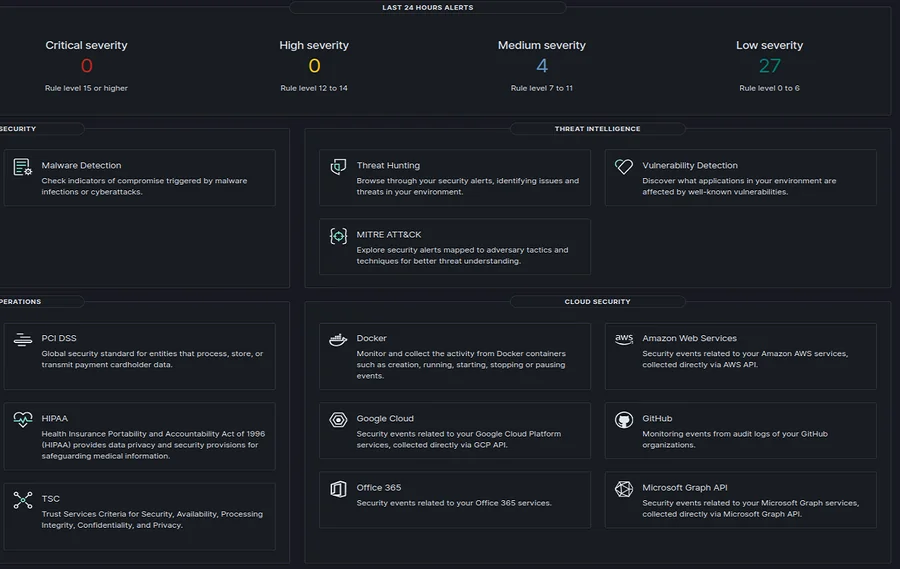 LAST 24 HOURS ALERTS
Critical severity
0
Rule level 15 or higher
High severity
0
Rule level 12 to 14
Medium severity
4
Rule level 7 to 11
Low severity
27
Rule level 0 to 6
SECURITY
Malware Detection
Check indicators of compromise triggered by malware
infections or cyberattacks.
THREAT INTELLIGENCE
Threat Hunting
Browse through your security alerts, identifying issues and
threats in your environment.
Vulnerability Detection
Discover what applications in your environment are
affected by well-known vulnerabilities.
MITRE ATT&CK
Explore security alerts mapped to adversary tactics and
techniques for better threat understanding.
PERATIONS
PCI DSS
Global security standard for entities that process, store, or
transmit payment cardholder data.
HIPAA
Health Insurance Portability and Accountability Act of 1996
(HIPAA) provides data privacy and security provisions for
safeguarding medical information.
TSC
Trust Services Criteria for Security, Availability, Processing
Integrity, Confidentiality, and Privacy.
CLOUD SECURITY
Docker
Monitor and collect the activity from Docker containers
such as creation, running, starting, stopping or pausing
events.
aws
Amazon Web Services
Security events related to your Amazon AWS services,
collected directly via AWS API.
Google Cloud
Security events related to your Google Cloud Platform
services, collected directly via GCP API.
GitHub
Monitoring events from audit logs of your GitHub
organizations.
Office 365
Security events related to your Office 365 services.
Microsoft Graph API
Security events related to your Microsoft Graph services,
collected directly via Microsoft Graph API.